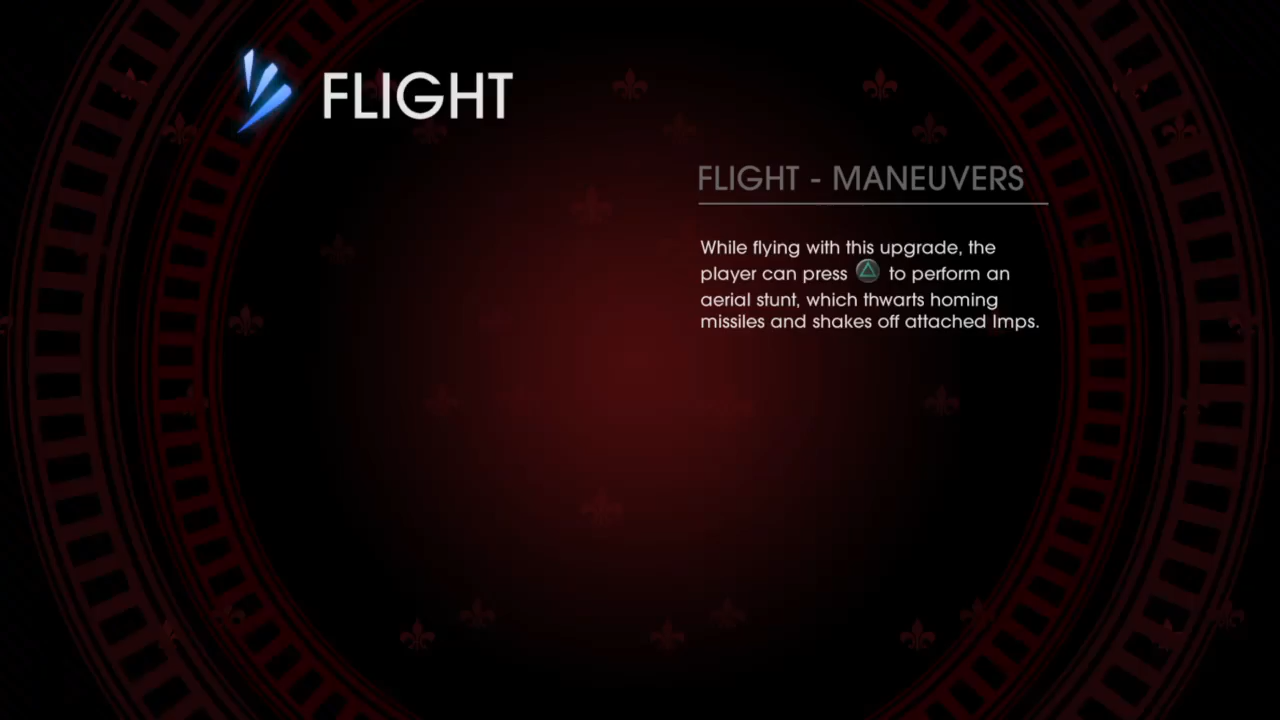 FLIGHT
FLIGHT - MANEUVERS
While flying with this upgrade, the
player can press to perform an
aerial stunt, which thwarts homing
missiles and shakes off attached Imps.